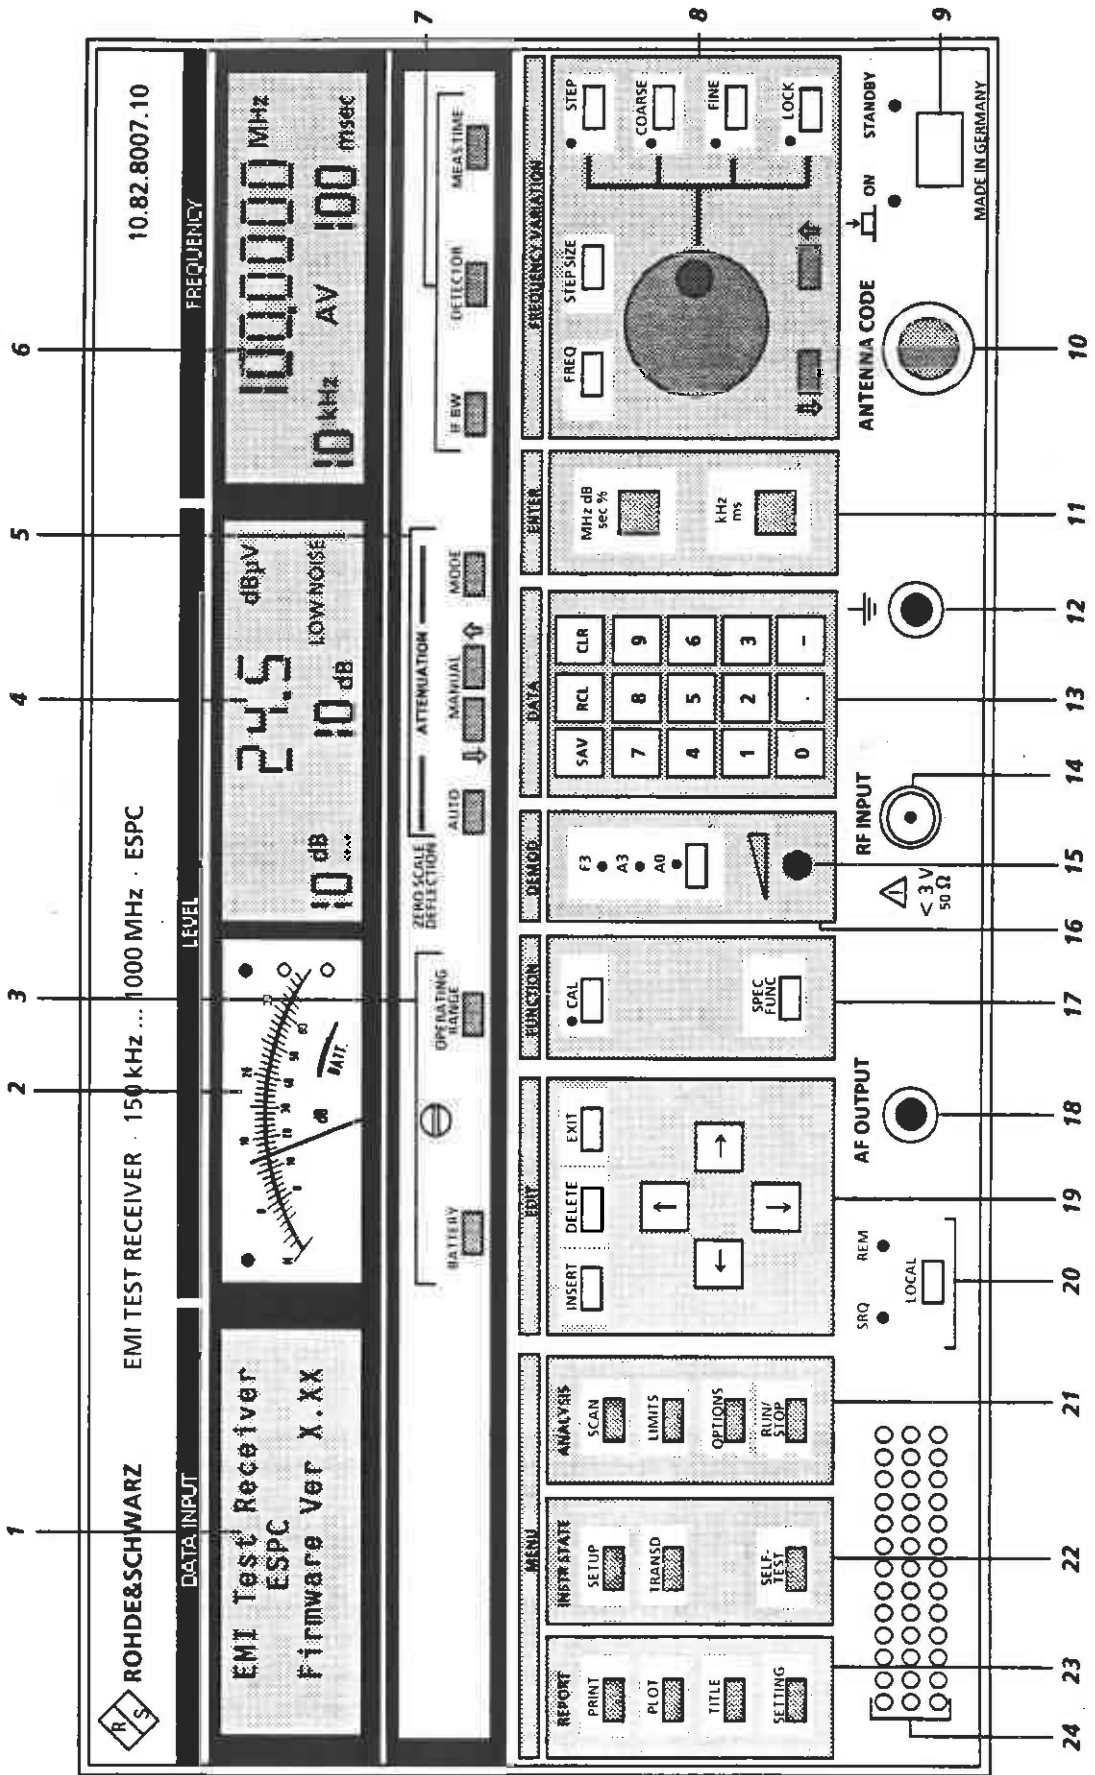 1 2 3 4 5 6 7 8 9
R S
ROHDE&SCHWARZ EMI TEST RECEIVER · 150 kHz ... 1000 MHz · ESPC 10.82.8007.10
DATA INPUT LEVEL FREQUENCY
EMI Test Receiver
ESPC
Firmware Ver X.XX
dB
BATT.
24.5 dBµV
10 dB 10 dB LOW NOISE
100.0000 MHz
10 kHz AV 100 msec
BATTERY
OPERATING
RANGE
ZERO SCALE
DEFLECTION
ATTENUATION
AUTO MANUAL MODE
IF BW DETECTOR MEAS TIME
MENU EDIT FUNCTION DEMOD DATA ENTER FREQUENCY VARIATION
REPORT
PRINT
PLOT
TITLE
SETTING
INSTR STATE
SETUP
TRANSD
SELF-
TEST
ANALYSIS
SCAN
LIMITS
OPTIONS
RUN/
STOP
INSERT DELETE EXIT
← ↑ ↓ →
CAL
SPEC
FUNC
F3
A3
A0
SAV RCL CLR
7 8 9
4 5 6
1 2 3
0 . –
MHz dB
sec %
kHz
ms
FREQ STEP SIZE
STEP
COARSE
FINE
LOCK
SRQ REM
LOCAL
AF OUTPUT
< 3 V
50 Ω
RF INPUT
ANTENNA CODE
ON STANDBY
MADE IN GERMANY
24 23 22 21 20 19 18 17 16 15 14 13 12 11 10